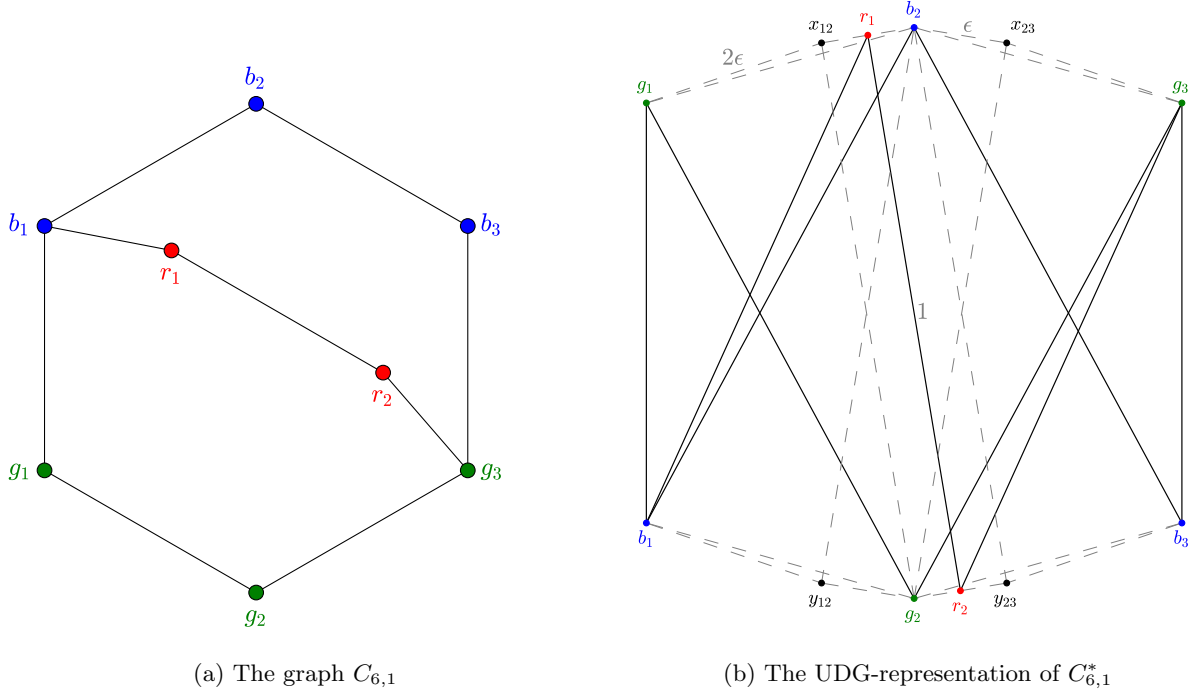 b₂
b₁
b₃
r₁
r₂
g₁
g₃
g₂
(a) The graph C₆,₁
r₁
b₂
x₁₂
x₂₃
ϵ
2ϵ
g₁
g₃
1
b₁
b₃
y₁₂
g₂
r₂
y₂₃
(b) The UDG-representation of C*₆,₁